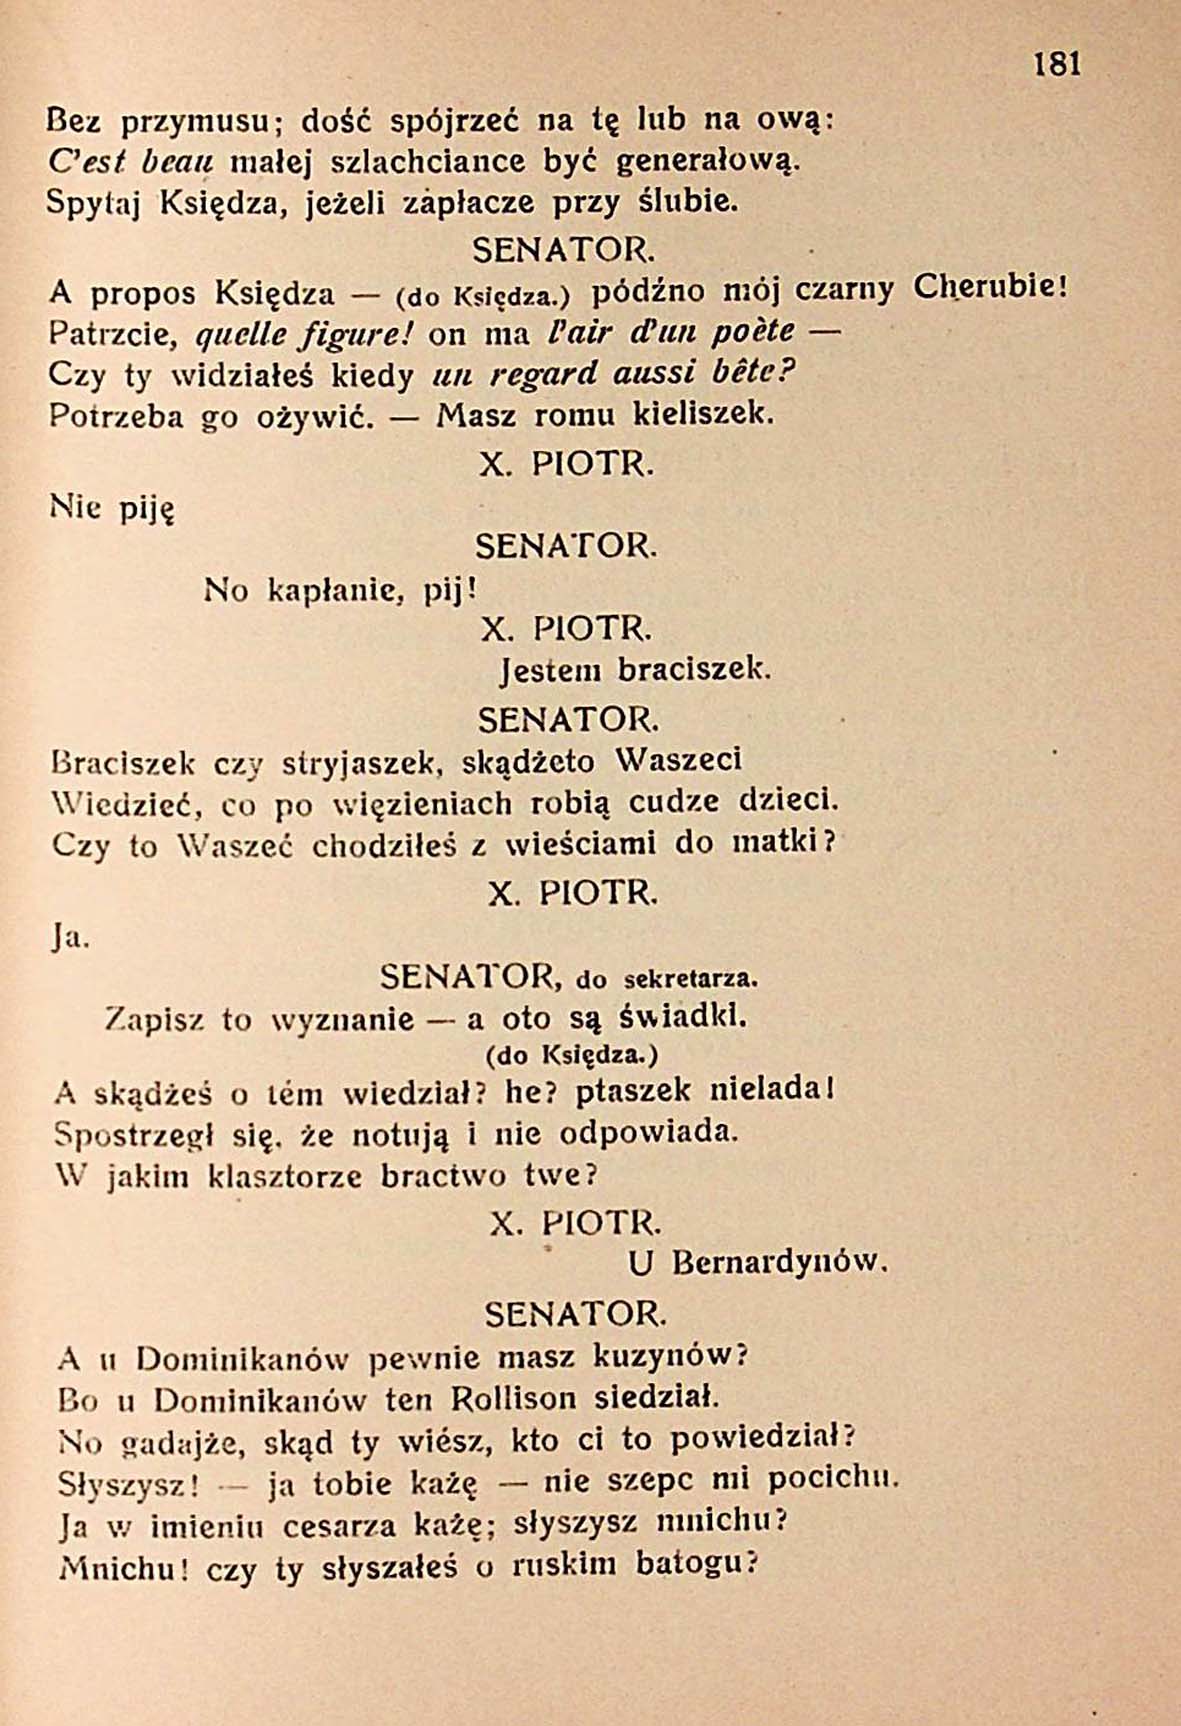 181
Bez przymusu; dość spójrzeć na tę lub na ową:
C'est beau małej szlachciance być generałową.
Spytaj Księdza, jeżeli zapłacze przy ślubie.
SENATOR.
A propos Księdza — (do Księdza.) pódźno mój czarny Cherubie!
Patrzcie, quelle figure! on ma l'air d'un poète —
Czy ty widziałeś kiedy un regard aussi bête?
Potrzeba go ożywić. — Masz romu kieliszek.
X. PIOTR.
Nie piję
SENATOR.
No kapłanie, pij!
X. PIOTR.
Jestem braciszek.
SENATOR.
Braciszek czy stryjaszek, skądżeto Waszeci
Wiedzieć, co po więzieniach robią cudze dzieci.
Czy to Waszeć chodziłeś z wieściami do matki?
X. PIOTR.
Ja.
SENATOR, do sekretarza.
Zapisz to wyznanie — a oto są świadki.
(do Księdza.)
A skądżeś o tém wiedział? he? ptaszek nielada!
Spostrzegł się, że notują i nie odpowiada.
W jakim klasztorze bractwo twe?
X. PIOTR.
U Bernardynów.
SENATOR.
A u Dominikanów pewnie masz kuzynów?
Bo u Dominikanów ten Rollison siedział.
No gadajże, skąd ty wiész, kto ci to powiedział?
Słyszysz! — ja tobie każę — nie szepc mi pocichu.
Ja w imieniu cesarza każę; słyszysz mnichu?
Mnichu! czy ty słyszałeś o ruskim batogu?